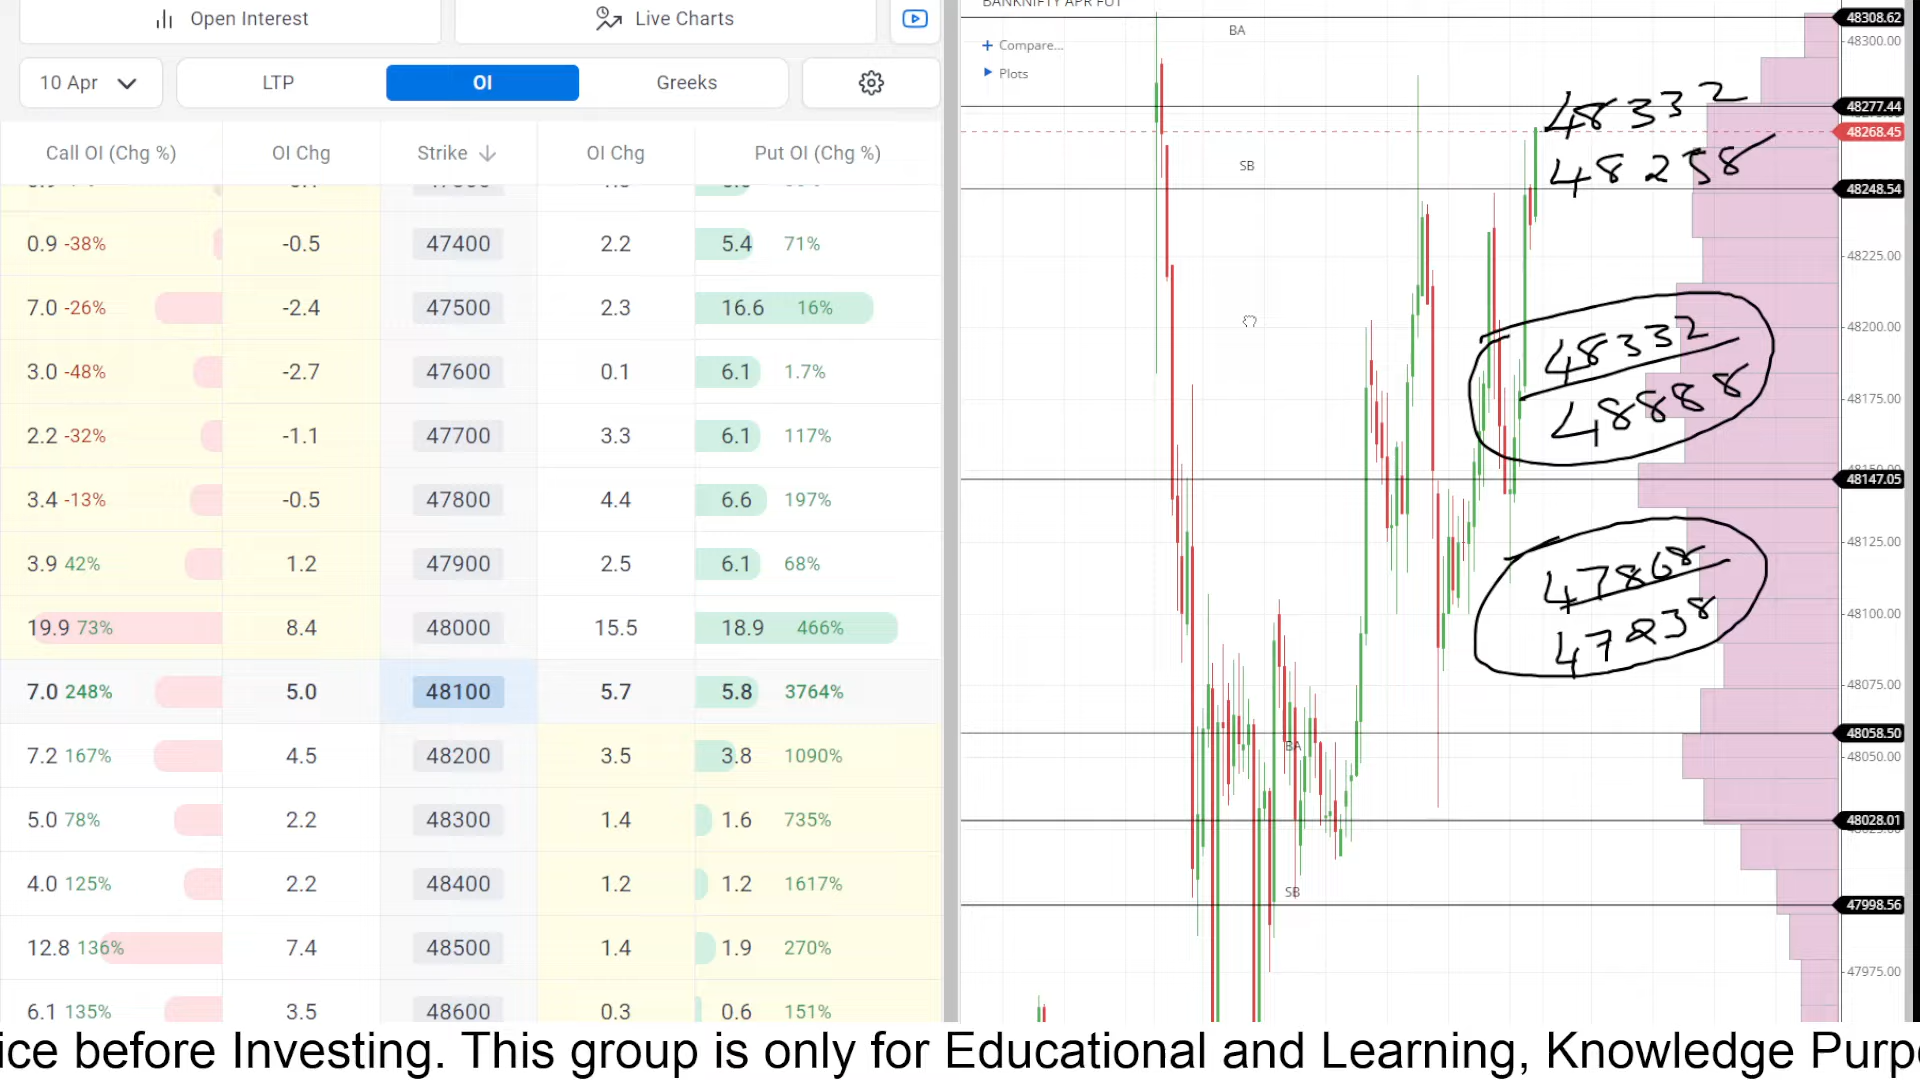 Open Interest
Live Charts
10 Apr
LTP
OI
Greeks
Call OI (Chg %) OI Chg Strike OI Chg Put OI (Chg %)
0.9 -38% -0.5 47400 2.2 5.4 71%
7.0 -26% -2.4 47500 2.3 16.6 16%
3.0 -48% -2.7 47600 0.1 6.1 1.7%
2.2 -32% -1.1 47700 3.3 6.1 117%
3.4 -13% -0.5 47800 4.4 6.6 197%
3.9 42% 1.2 47900 2.5 6.1 68%
19.9 73% 8.4 48000 15.5 18.9 466%
7.0 248% 5.0 48100 5.7 5.8 3764%
7.2 167% 4.5 48200 3.5 3.8 1090%
5.0 78% 2.2 48300 1.4 1.6 735%
4.0 125% 2.2 48400 1.2 1.2 1617%
12.8 136% 7.4 48500 1.4 1.9 270%
6.1 135% 3.5 48600 0.3 0.6 151%
BANKNIFTY APR FUT
+ Compare...
Plots
BA
SB
BA
SB
48332
48258
48332
48888
47868
48308.62
48300.00
48277.44
48268.45
48248.54
48225.00
48200.00
48175.00
48150.00
48147.05
48125.00
48100.00
48075.00
48058.50
48050.00
48028.01
47998.56
47975.00
ice before Investing. This group is only for Educational and Learning, Knowledge Purp